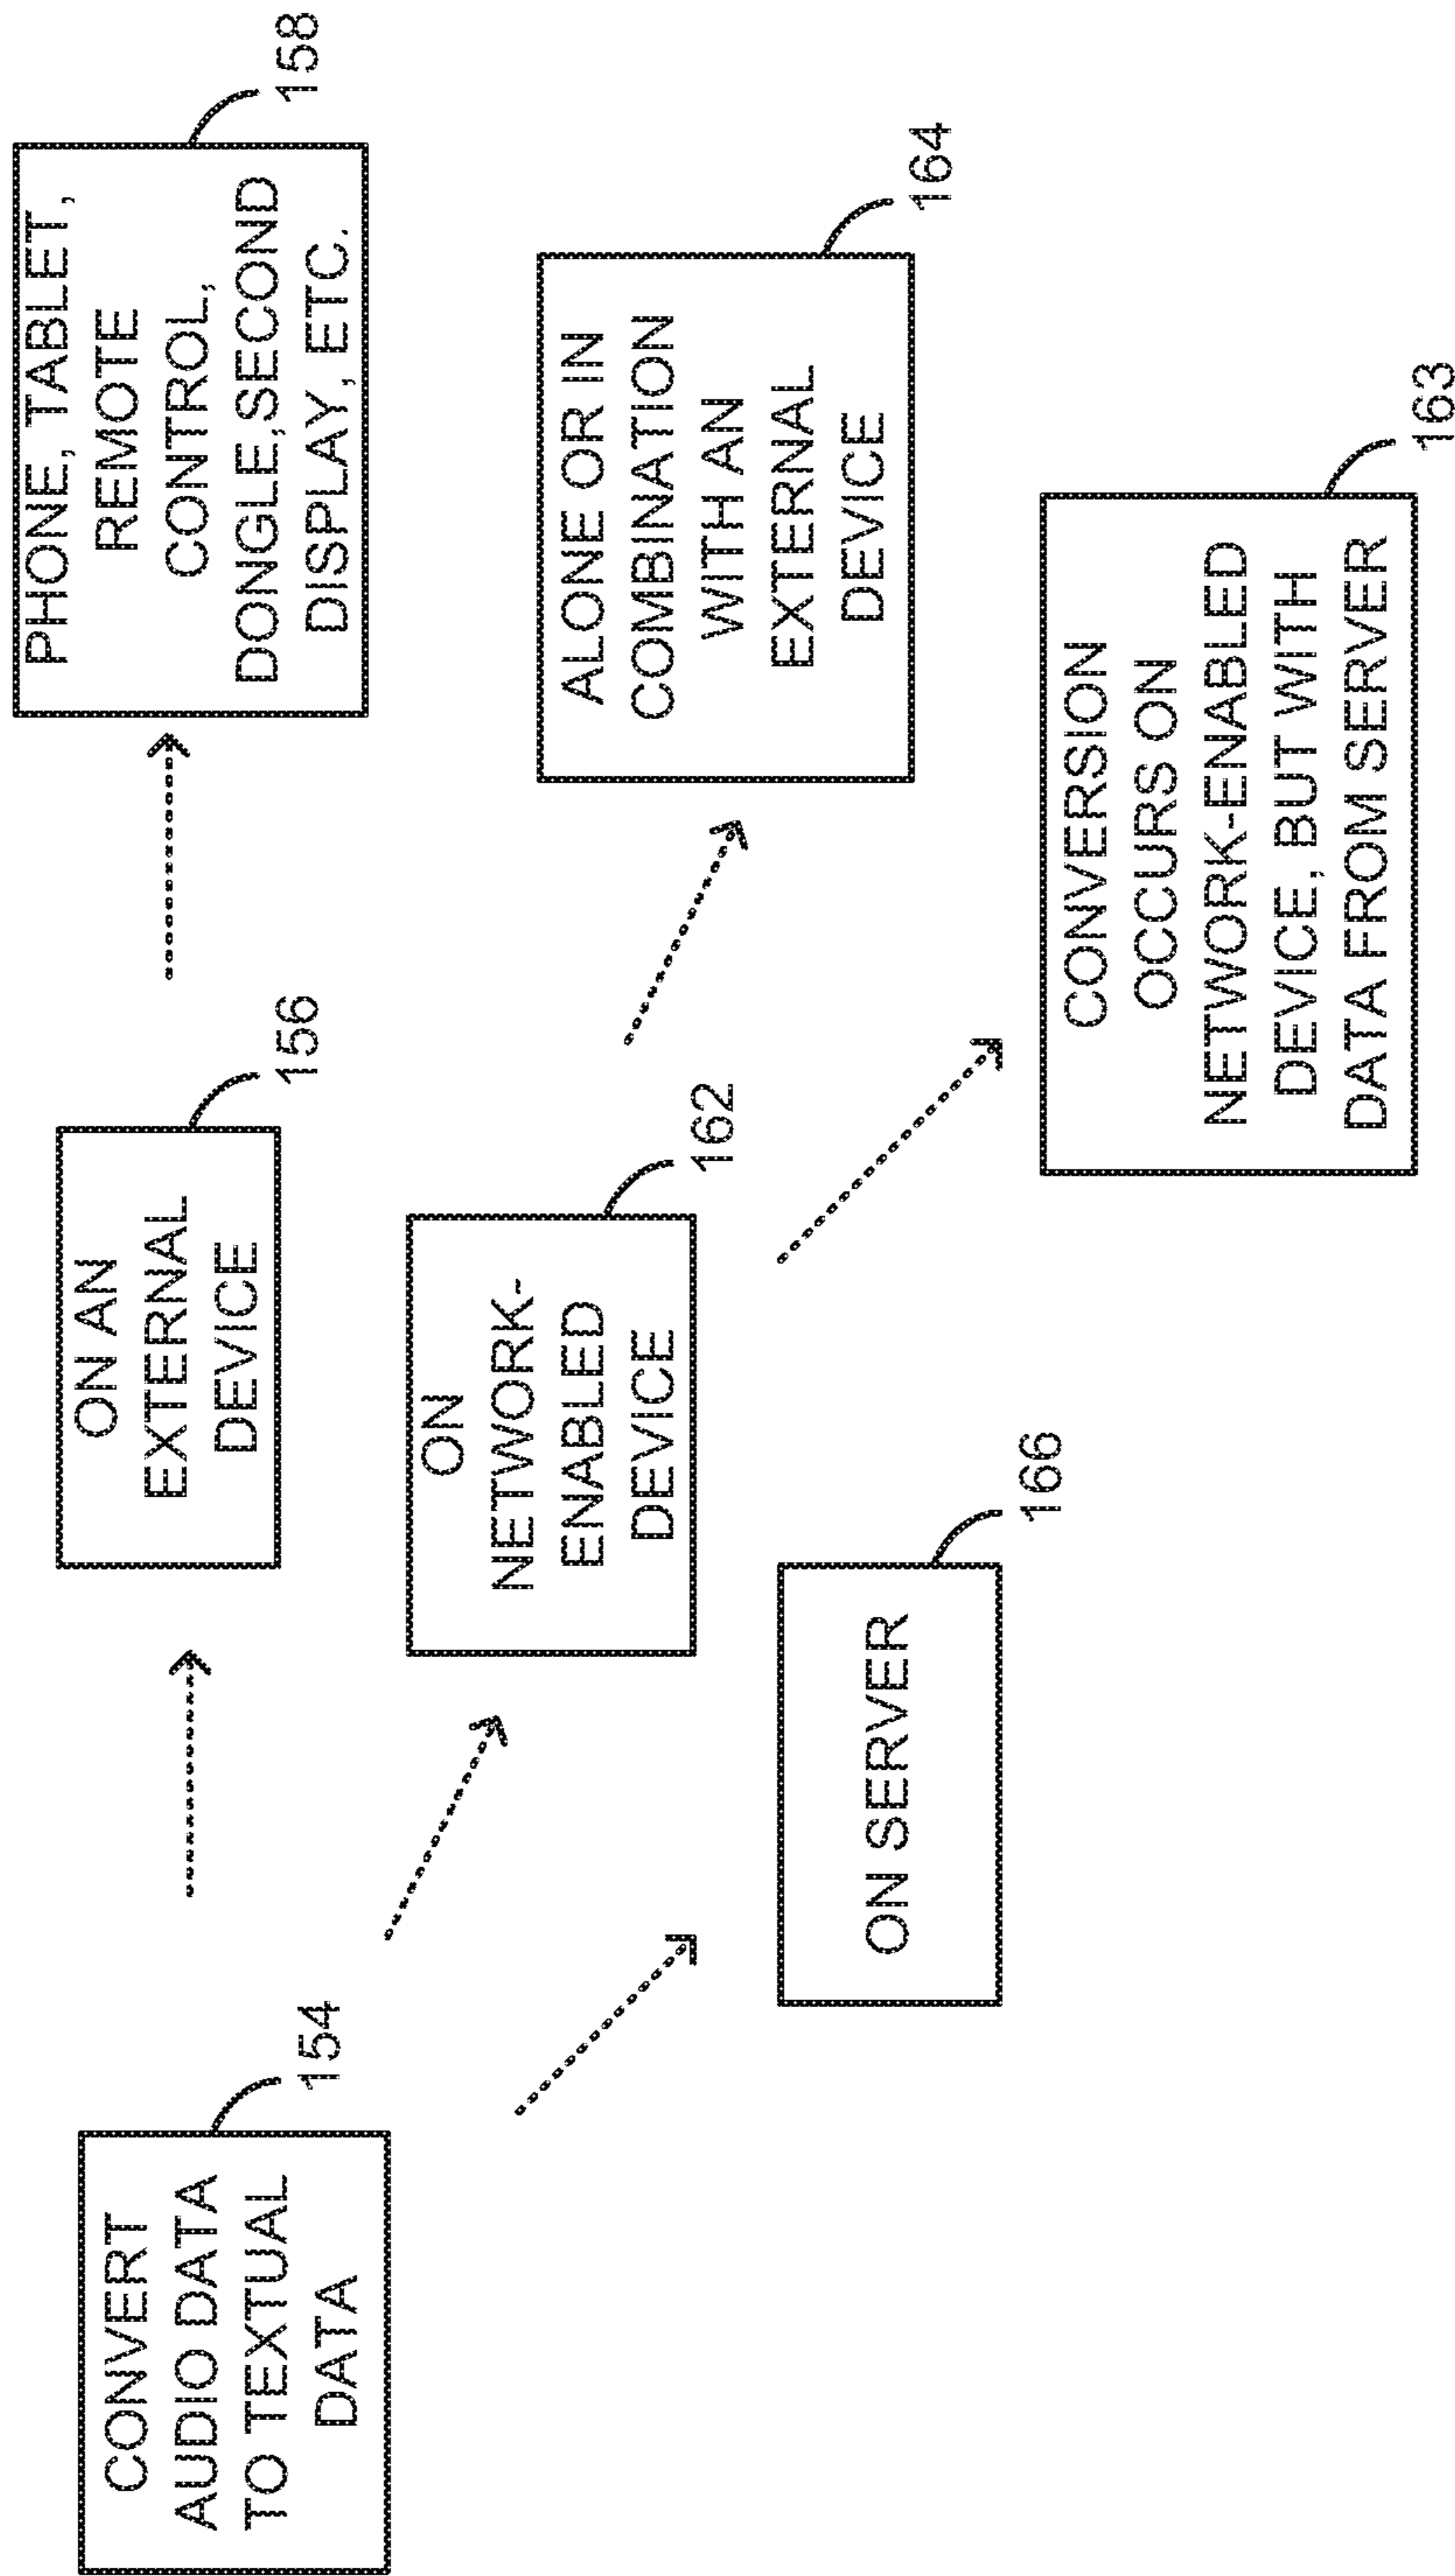 CONVERT
AUDIO DATA
TO TEXTUAL
DATA
154
ON AN
EXTERNAL
DEVICE
156
PHONE, TABLET,
REMOTE
CONTROL,
DONGLE,SECOND
DISPLAY, ETC.
158
ON
NETWORK-
ENABLED
DEVICE
162
ALONE OR IN
COMBINATION
WITH AN
EXTERNAL
DEVICE
164
ON SERVER
166
CONVERSION
OCCURS ON
NETWORK-ENABLED
DEVICE, BUT WITH
DATA FROM SERVER
163